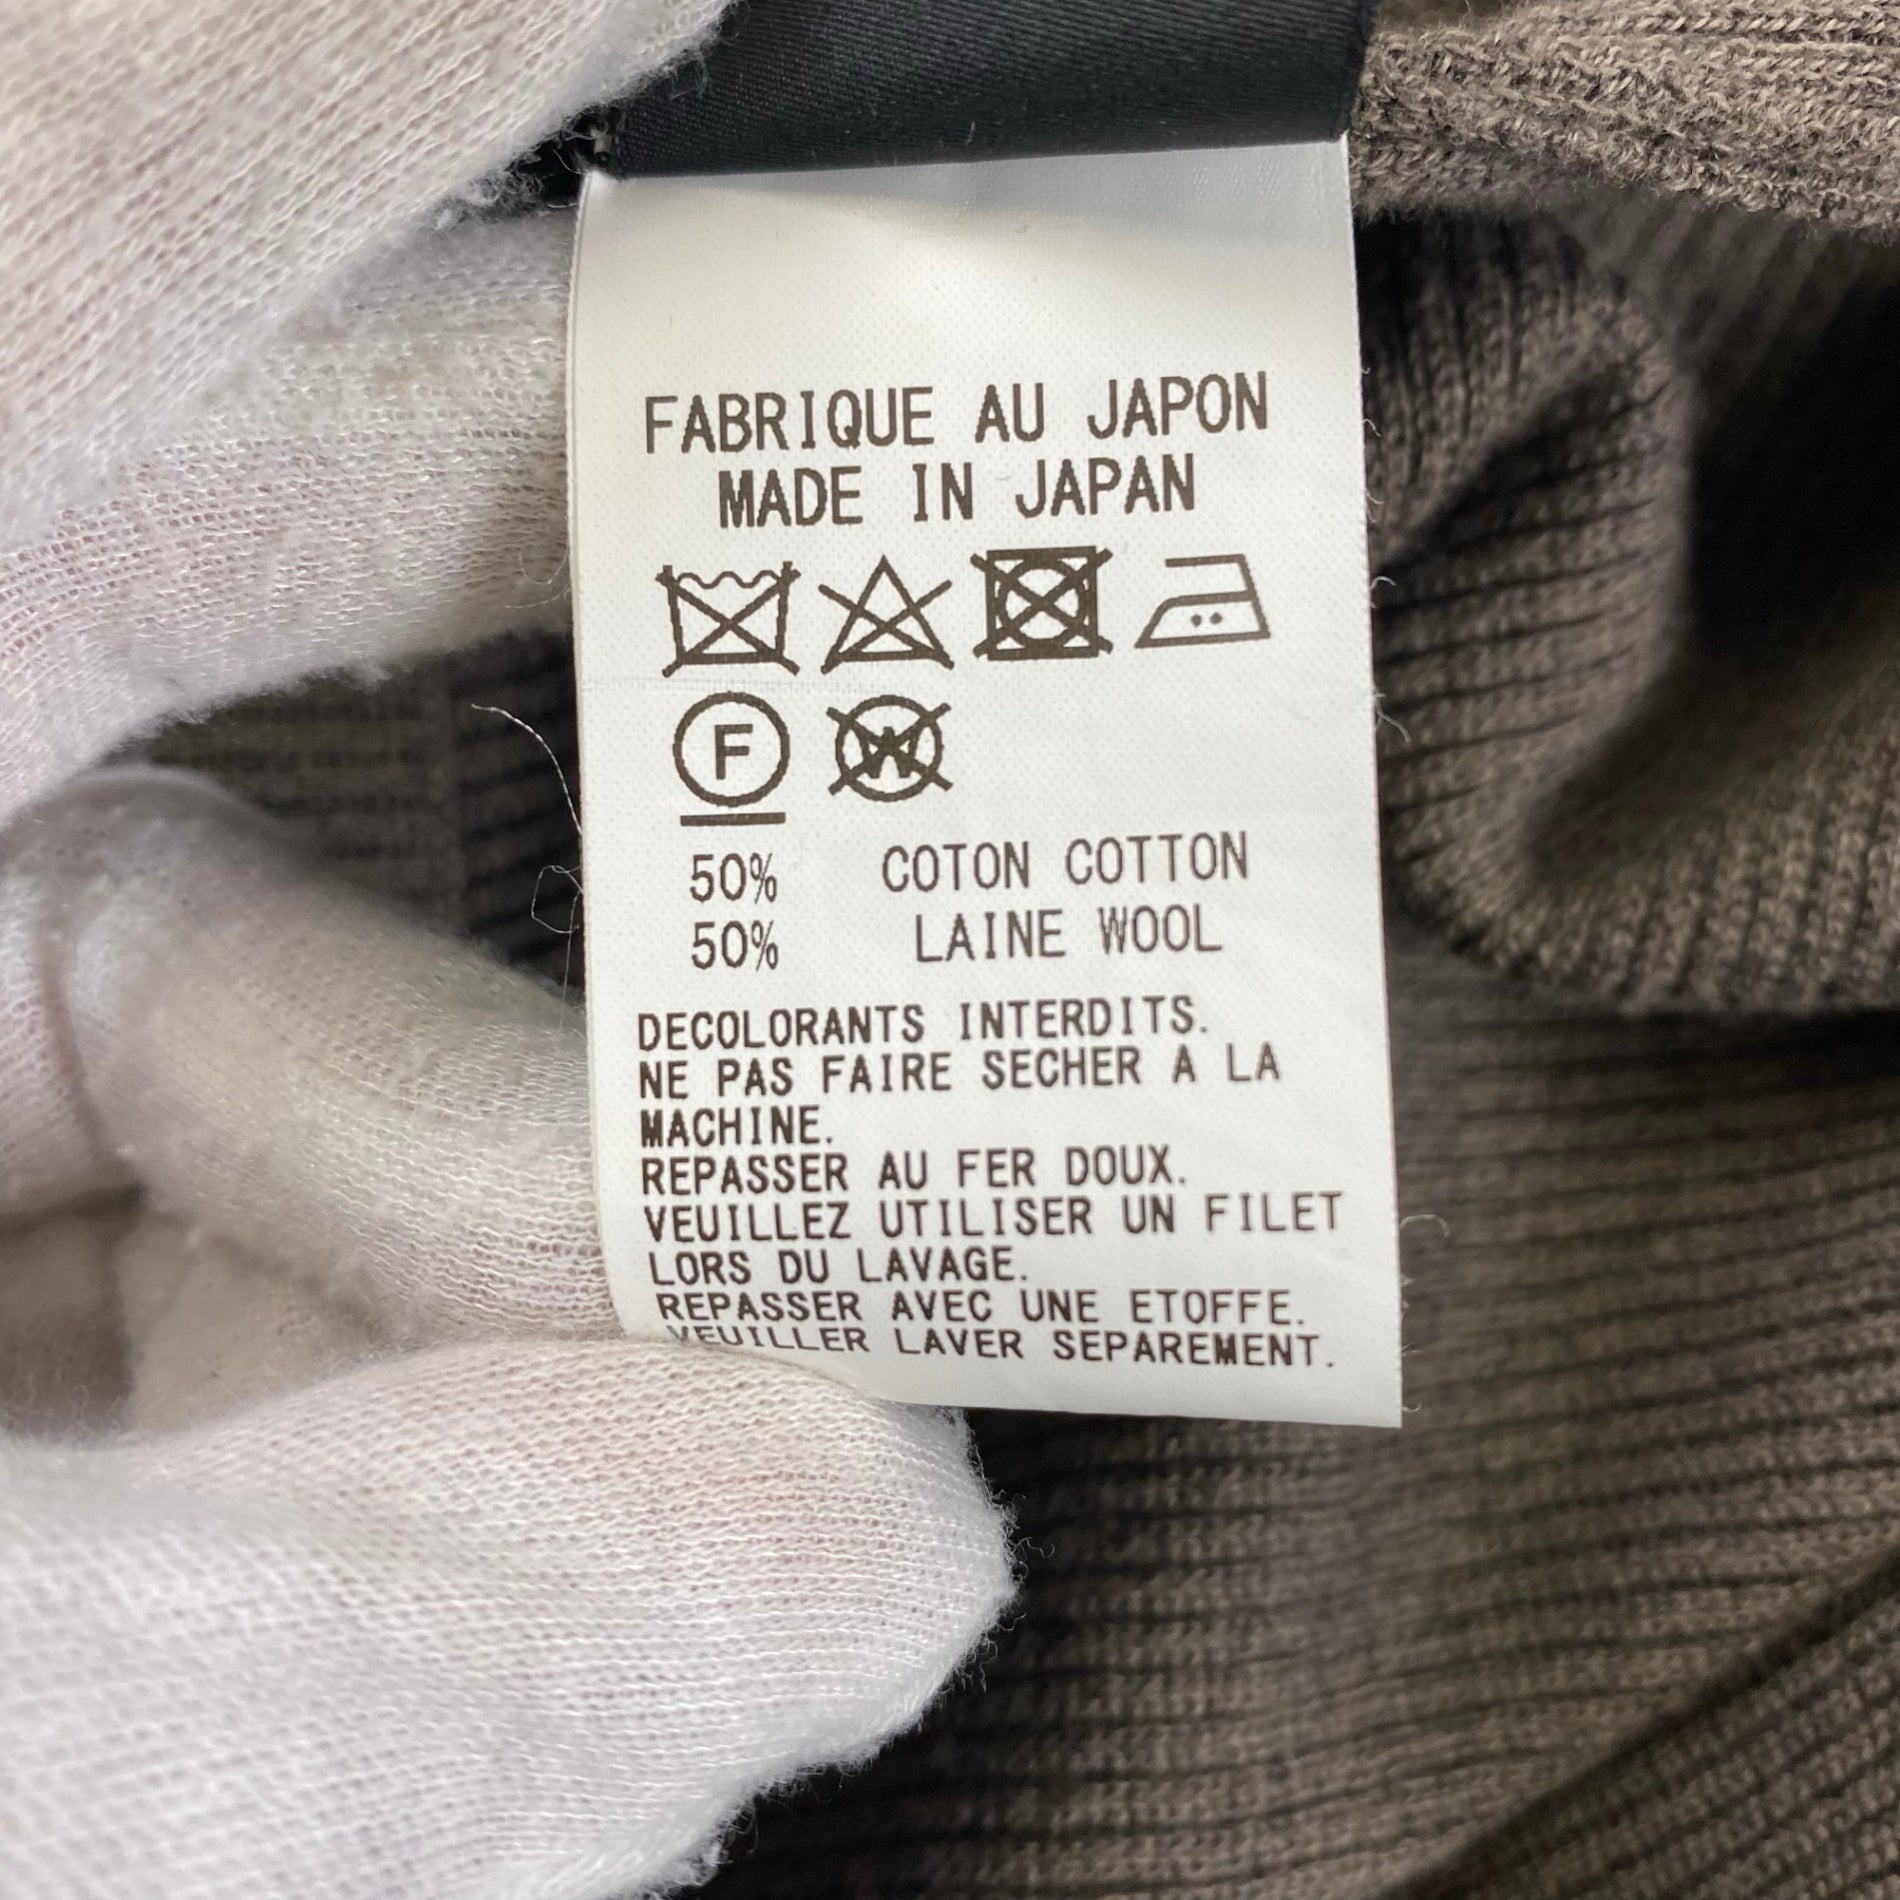 FABRIQUE AU JAPON
MADE IN JAPAN
F W
50% COTON COTTON
50% LAINE WOOL
DECOLORANTS INTERDITS.
NE PAS FAIRE SECHER A LA
MACHINE.
REPASSER AU FER DOUX.
VEUILLEZ UTILISER UN FILET
LORS DU LAVAGE.
REPASSER AVEC UNE ETOFFE.
VEUILLER LAVER SEPAREMENT.